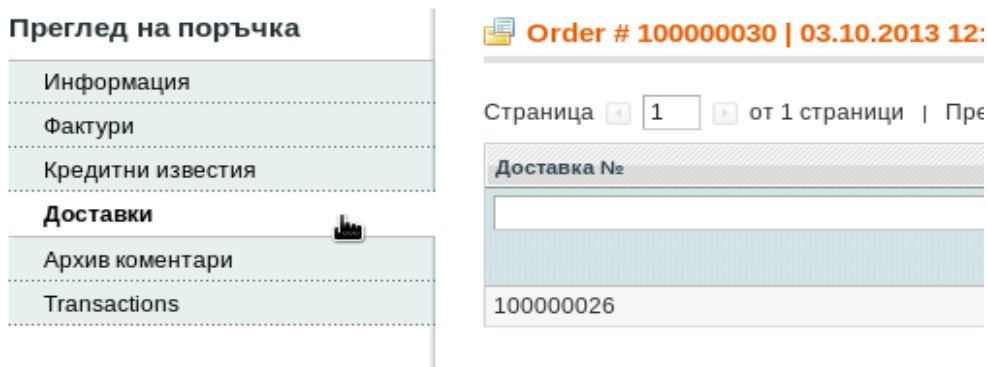 Преглед на поръчка
Информация
Фактури
Кредитни известия
Доставки
Архив коментари
Transactions
Order # 100000030 | 03.10.2013 12:
Страница 1 от 1 страници |
Доставка №
100000026